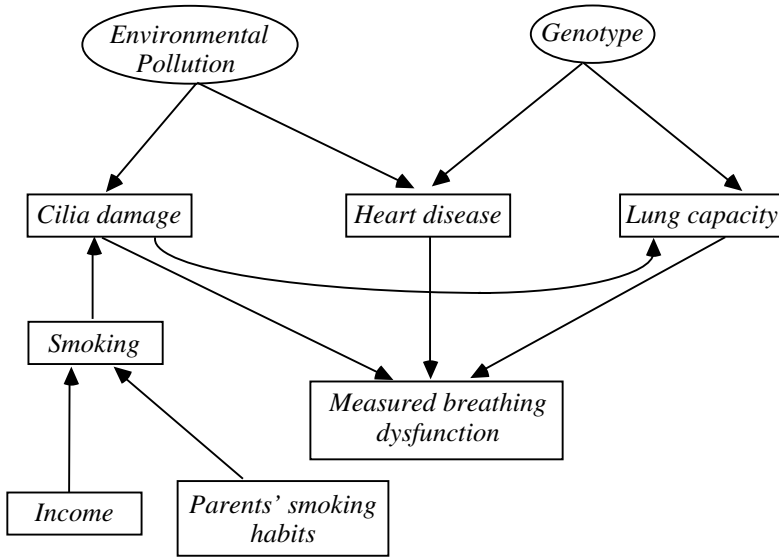 Environmental
Pollution
Genotype
Cilia damage
Heart disease
Lung capacity
Smoking
Measured breathing
dysfunction
Income
Parents’ smoking
habits